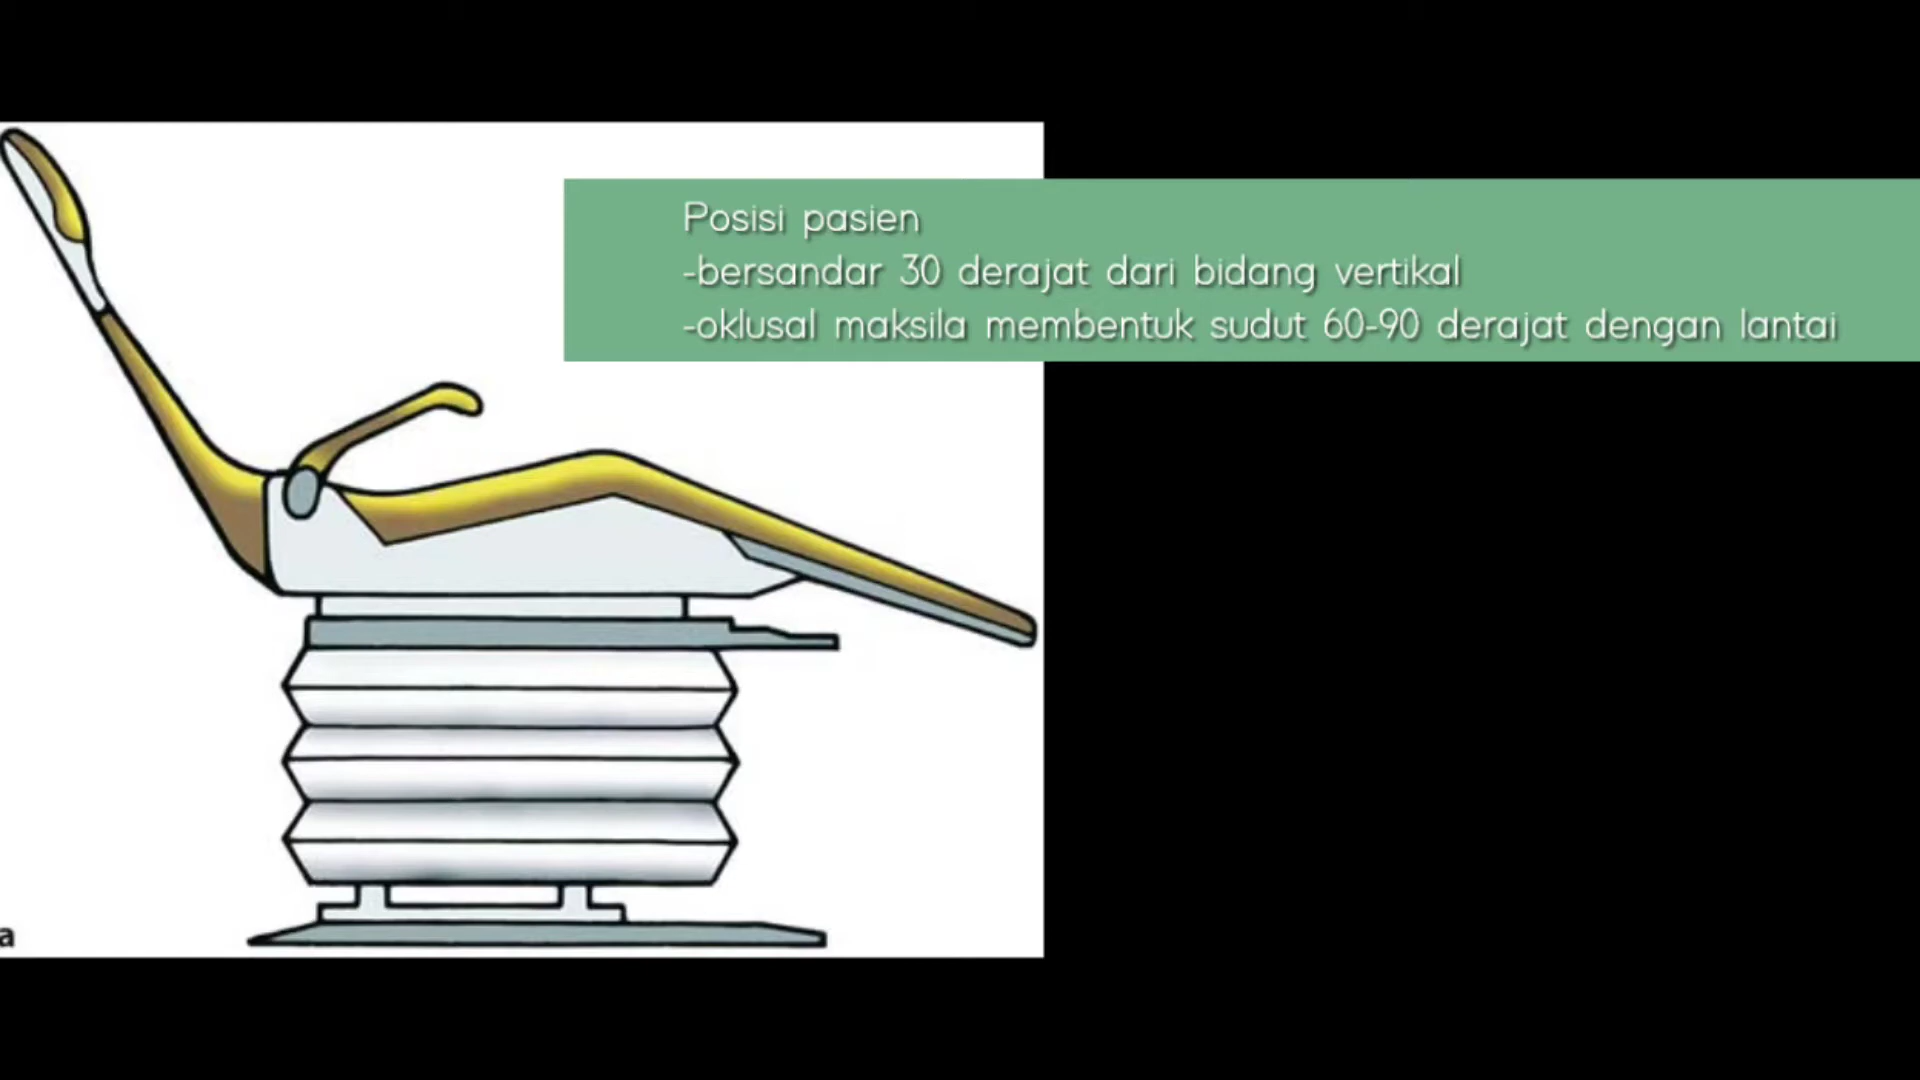 Posisi pasien
-bersandar 30 derajat dari bidang vertikal
-oklusal maksila membentuk sudut 60-90 derajat dengan lantai
a